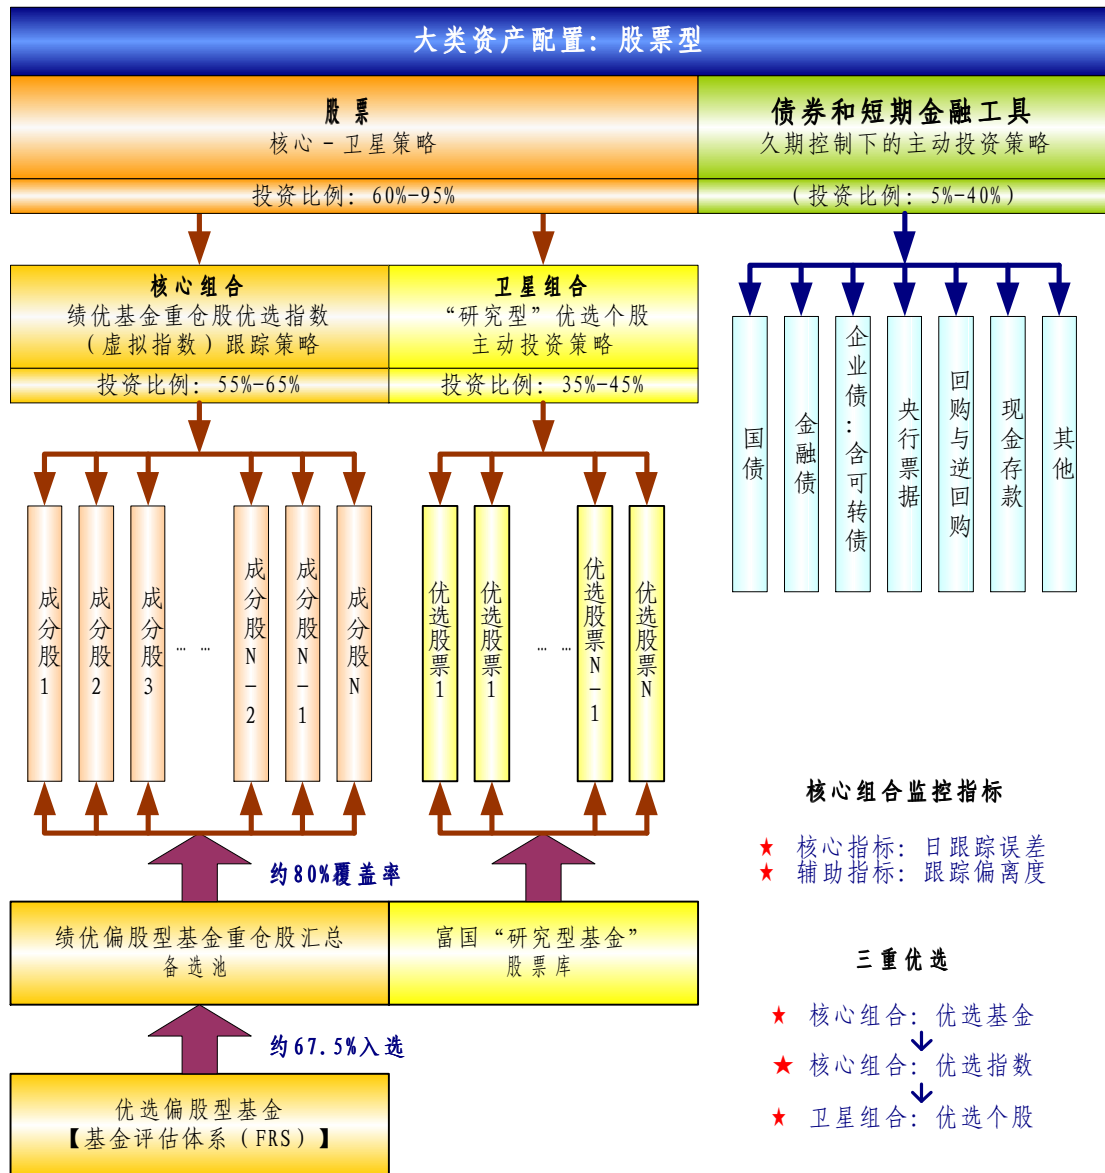 大类资产配置：股票型
股 票
核心－卫星策略
投资比例：60%-95%
债券和短期金融工具
久期控制下的主动投资策略
（投资比例：5%-40%）
核心组合
绩优基金重仓股优选指数
（虚拟指数）跟踪策略
投资比例：55%-65%
卫星组合
“研究型”优选个股
主动投资策略
投资比例：35%-45%
国债
金融债
企业债：含可转债
央行票据
回购与逆回购
现金存款
其他
成分股1
成分股2
成分股3
… …
成分股N-2
成分股N-1
成分股N
优选股票1
优选股票1
… …
优选股票N-1
优选股票N
约80%覆盖率
绩优偏股型基金重仓股汇总
备选池
富国“研究型基金”
股票库
约67.5%入选
优选偏股型基金
【基金评估体系（FRS）】
核心组合监控指标
★ 核心指标：日跟踪误差
★ 辅助指标：跟踪偏离度
三重优选
★ 核心组合：优选基金
★ 核心组合：优选指数
★ 卫星组合：优选个股